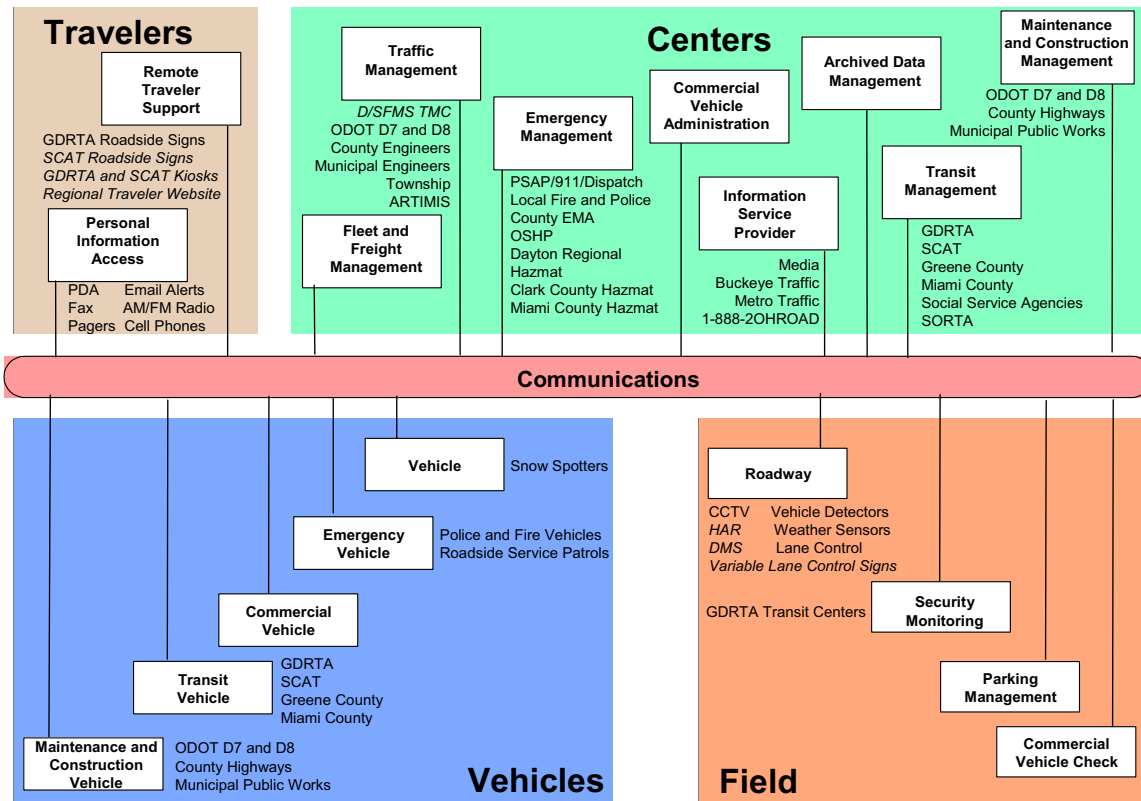 Travelers
Remote
Traveler
Support
GDRTA Roadside Signs
SCAT Roadside Signs
GDRTA and SCAT Kiosks
Regional Traveler Website
Personal
Information
Access
PDA Email Alerts
Fax AM/FM Radio
Pagers Cell Phones
Centers
Traffic
Management
D/SFMS TMC
ODOT D7 and D8
County Engineers
Municipal Engineers
Township
ARTIMIS
Fleet and
Freight
Management
Emergency
Management
PSAP/911/Dispatch
Local Fire and Police
County EMA
OSHP
Dayton Regional
Hazmat
Clark County Hazmat
Miami County Hazmat
Commercial
Vehicle
Administration
Information
Service
Provider
Media
Buckeye Traffic
Metro Traffic
1-888-2OHROAD
Archived Data
Management
Transit
Management
GDRTA
SCAT
Greene County
Miami County
Social Service Agencies
SORTA
Maintenance
and Construction
Management
ODOT D7 and D8
County Highways
Municipal Public Works
Communications
Vehicle
Snow Spotters
Emergency
Vehicle
Police and Fire Vehicles
Roadside Service Patrols
Commercial
Vehicle
Transit
Vehicle
GDRTA
SCAT
Greene County
Miami County
Maintenance and
Construction
Vehicle
ODOT D7 and D8
County Highways
Municipal Public Works
Vehicles
Roadway
CCTV Vehicle Detectors
HAR Weather Sensors
DMS Lane Control
Variable Lane Control Signs
GDRTA Transit Centers
Security
Monitoring
Parking
Management
Commercial
Vehicle Check
Field